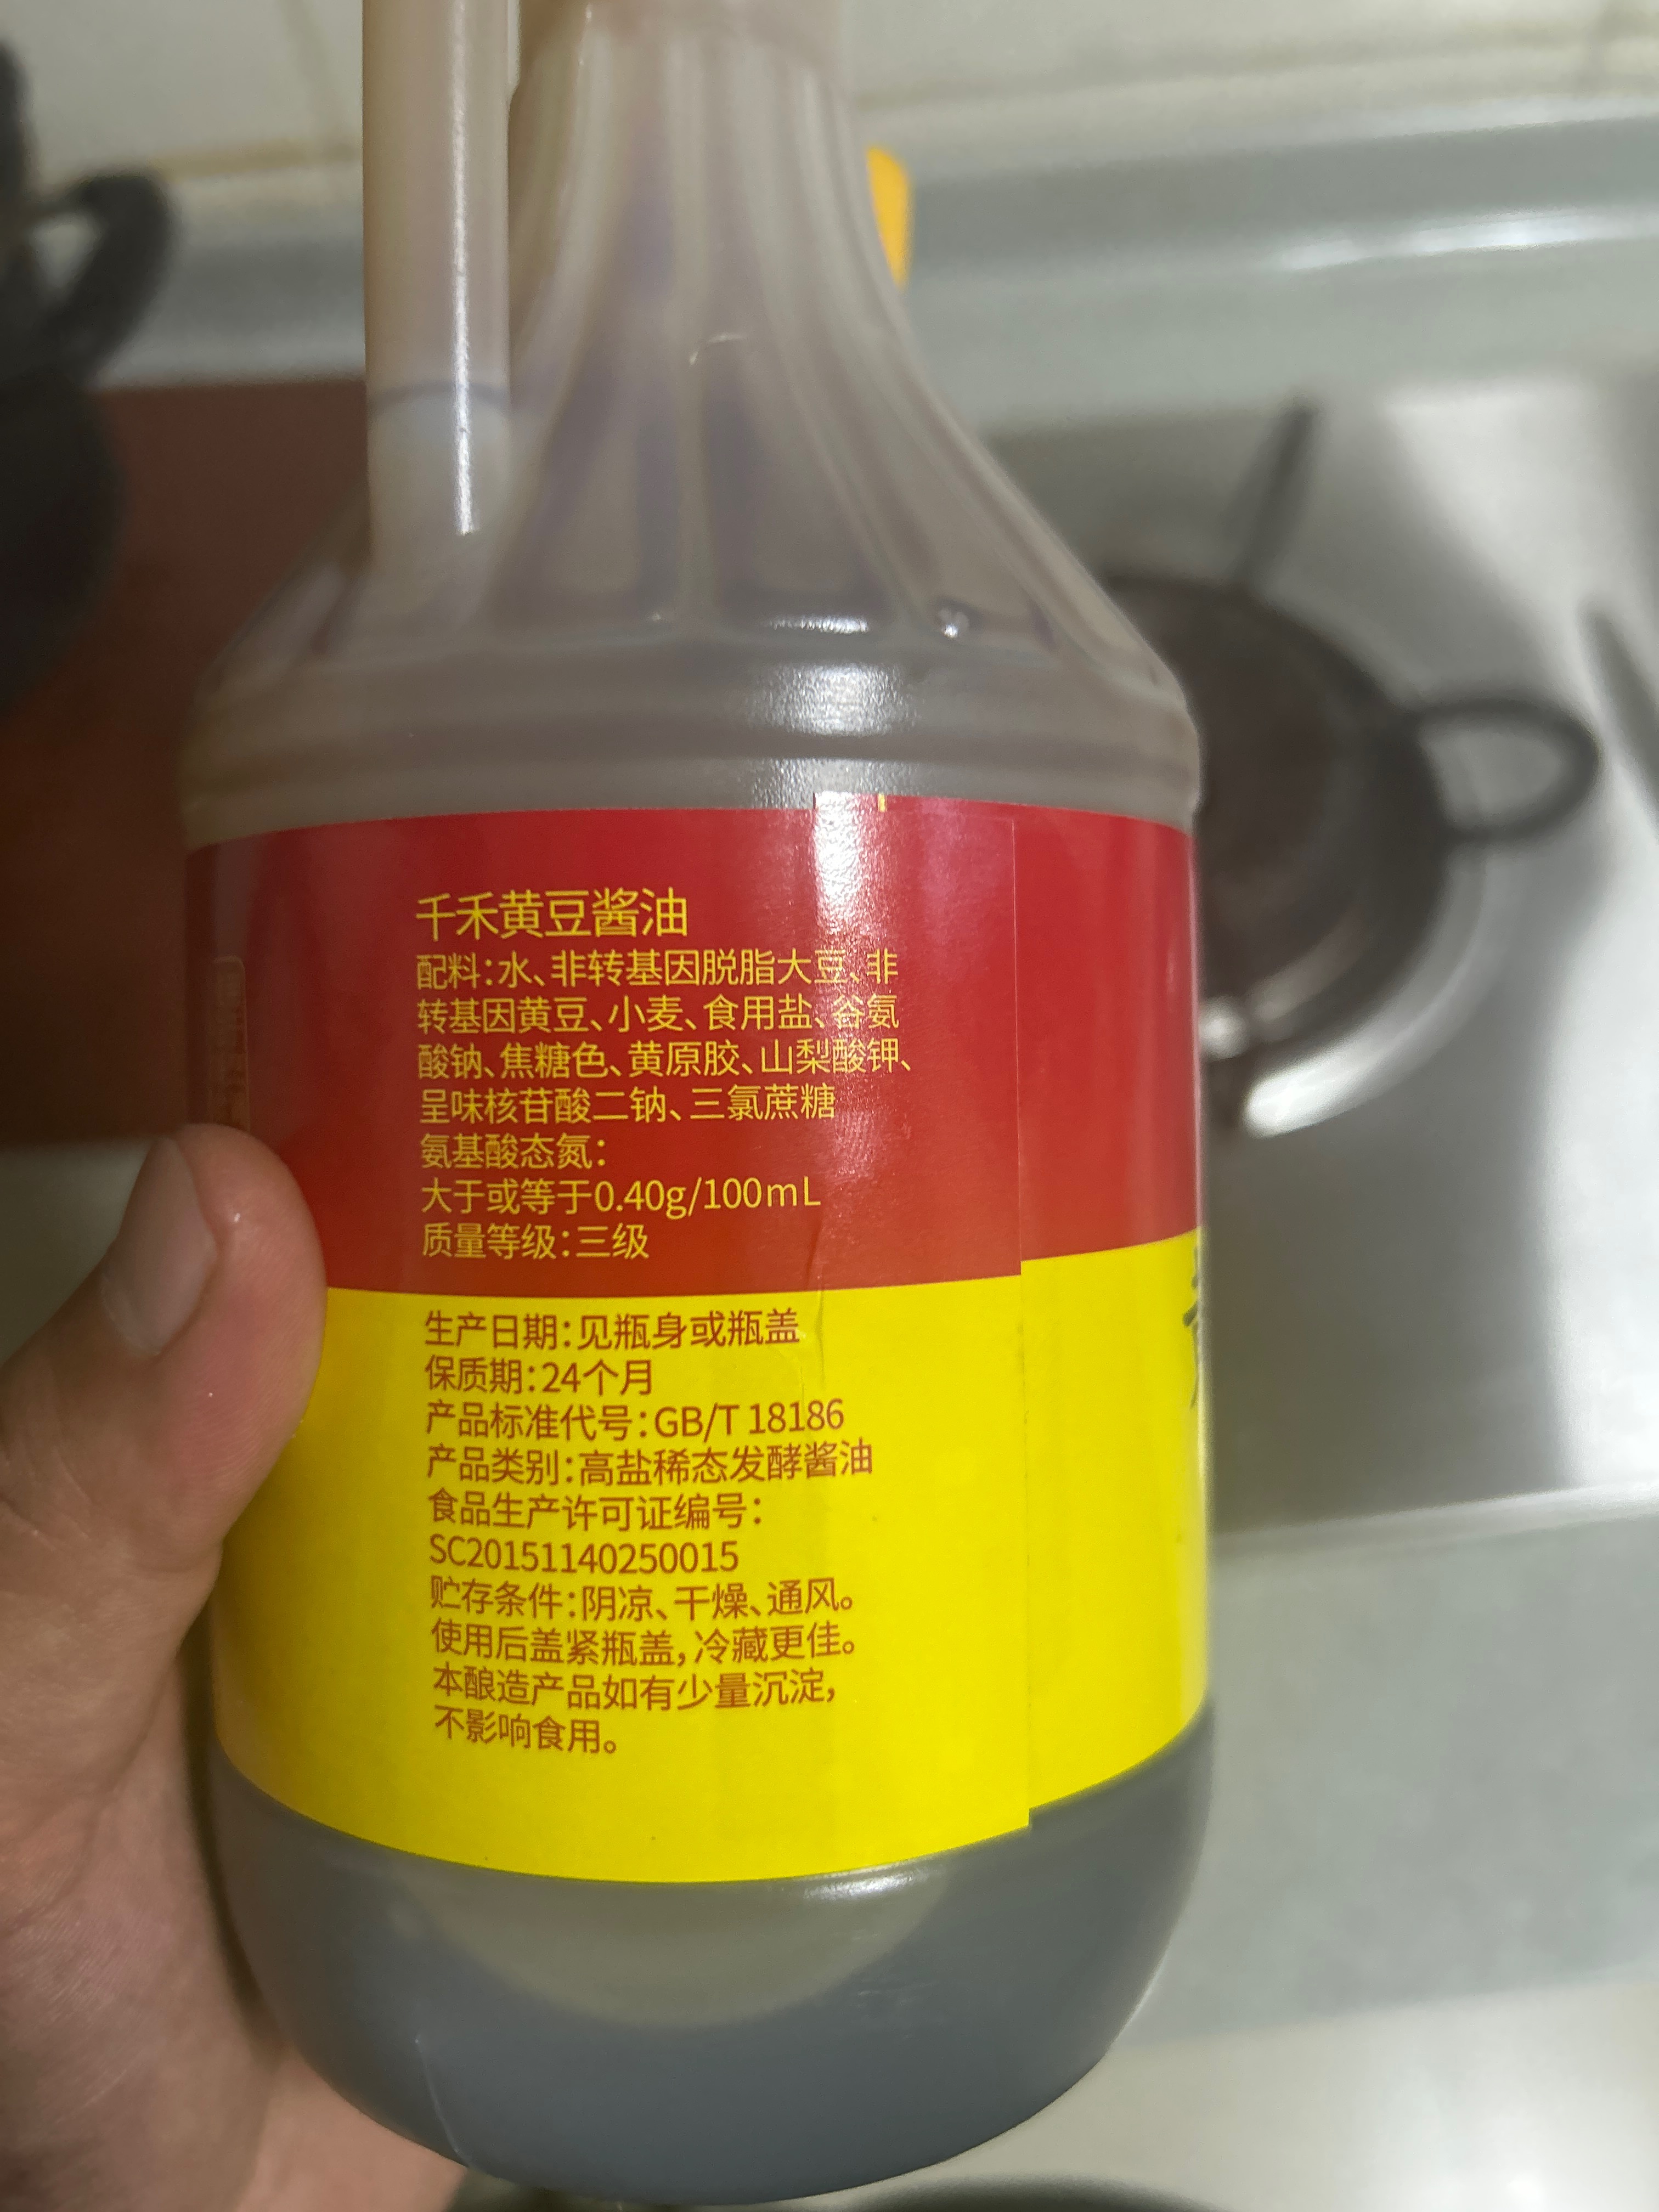 千禾黄豆酱油
配料:水、非转基因脱脂大豆、非
转基因黄豆、小麦、食用盐、谷氨
酸钠、焦糖色、黄原胶、山梨酸钾、
呈味核苷酸二钠、三氯蔗糖
氨基酸态氮:
大于或等于0.40g/100mL
质量等级:三级
生产日期:见瓶身或瓶盖
保质期:24个月
产品标准代号:GB/T 18186
产品类别:高盐稀态发酵酱油
食品生产许可证编号:
SC20151140250015
贮存条件:阴凉、干燥、通风。
使用后盖紧瓶盖,冷藏更佳。
本酿造产品如有少量沉淀,
不影响食用。